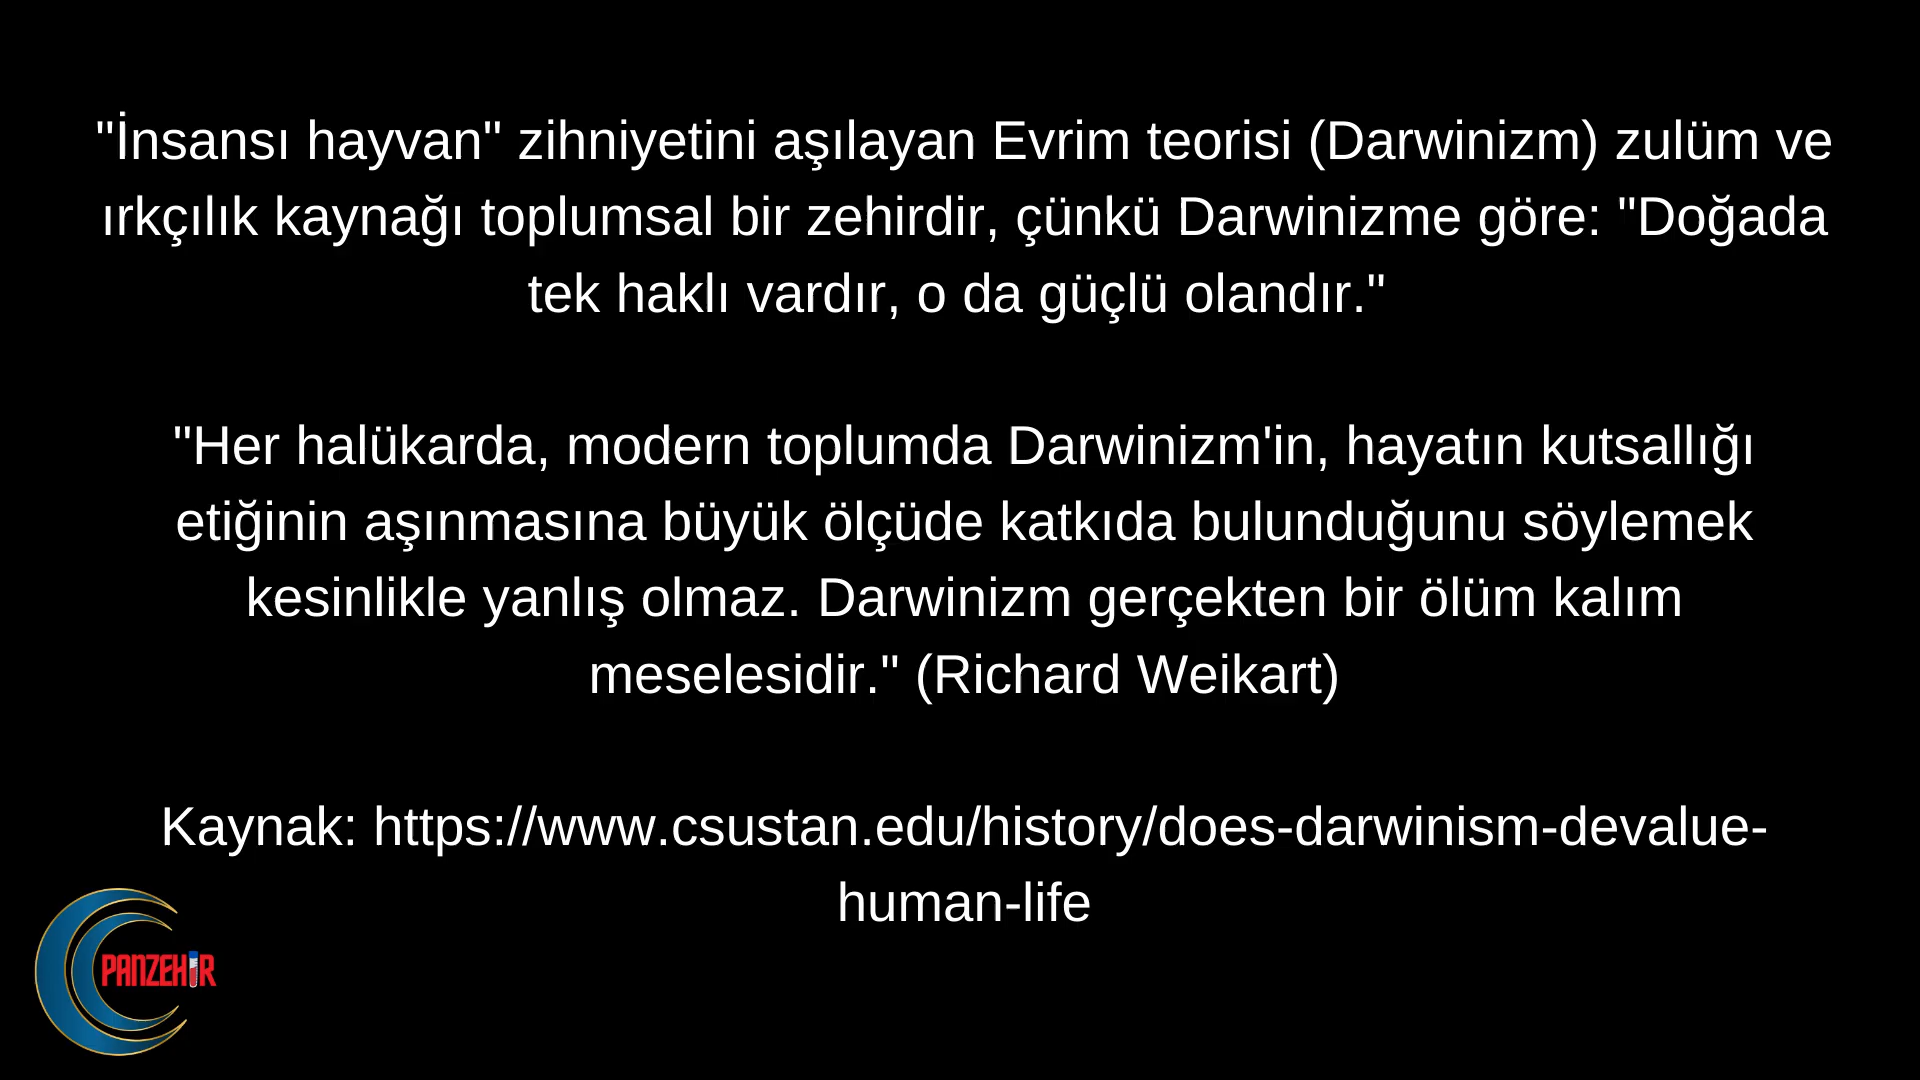 "İnsansı hayvan" zihniyetini aşılayan Evrim teorisi (Darwinizm) zulüm ve
ırkçılık kaynağı toplumsal bir zehirdir, çünkü Darwinizme göre: "Doğada
tek haklı vardır, o da güçlü olandır."
"Her halükarda, modern toplumda Darwinizm'in, hayatın kutsallığı
etiğinin aşınmasına büyük ölçüde katkıda bulunduğunu söylemek
kesinlikle yanlış olmaz. Darwinizm gerçekten bir ölüm kalım
meselesidir." (Richard Weikart)
Kaynak: https://www.csustan.edu/history/does-darwinism-devalue-
human-life
PANZEHİR